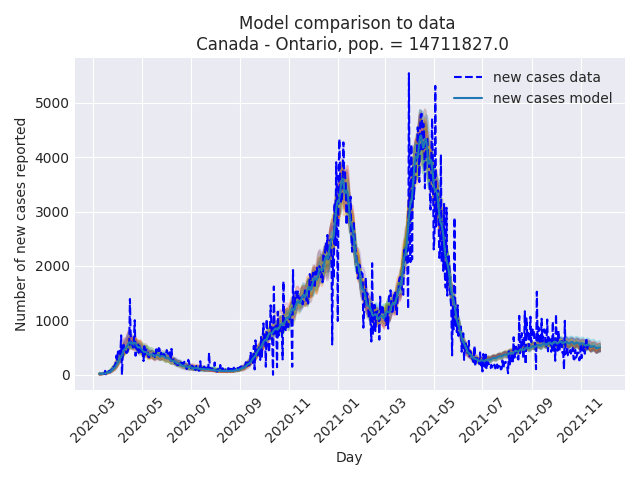 Model comparison to data
Canada - Ontario, pop. = 14711827.0
new cases data
new cases model
Number of new cases reported
5000
4000
3000
2000
1000
0
2020-03
2020-05
2020-07
2020-09
2020-11
2021-01
2021-03
2021-05
2021-07
2021-09
2021-11
Day